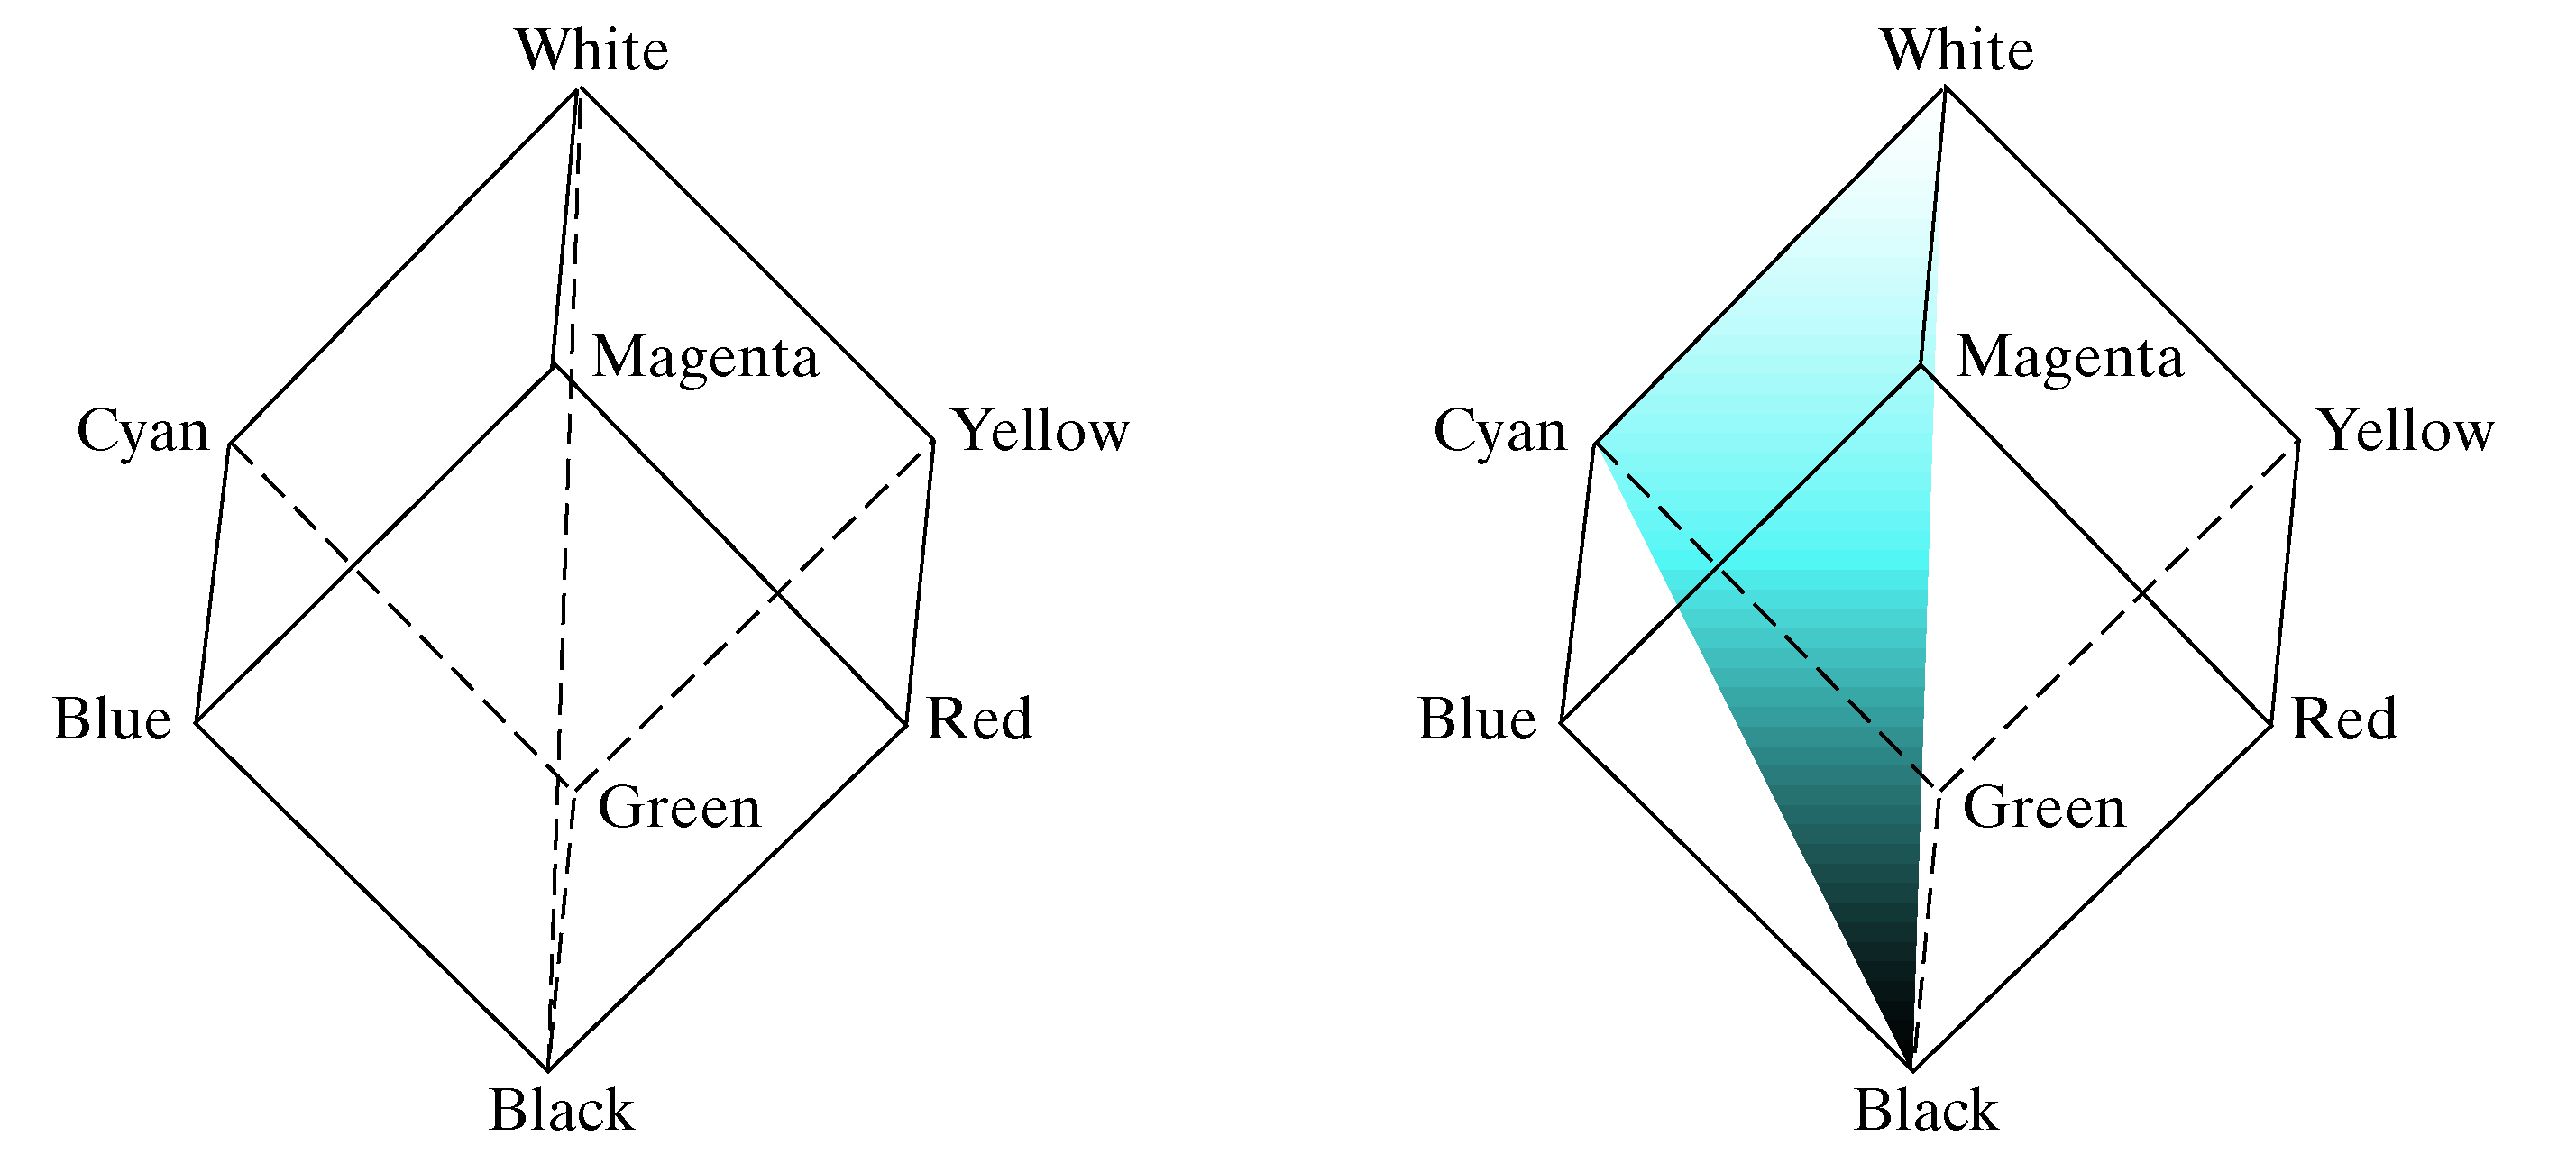 White
Magenta
Cyan
Yellow
Blue
Red
Green
Black
White
Magenta
Cyan
Yellow
Blue
Red
Green
Black